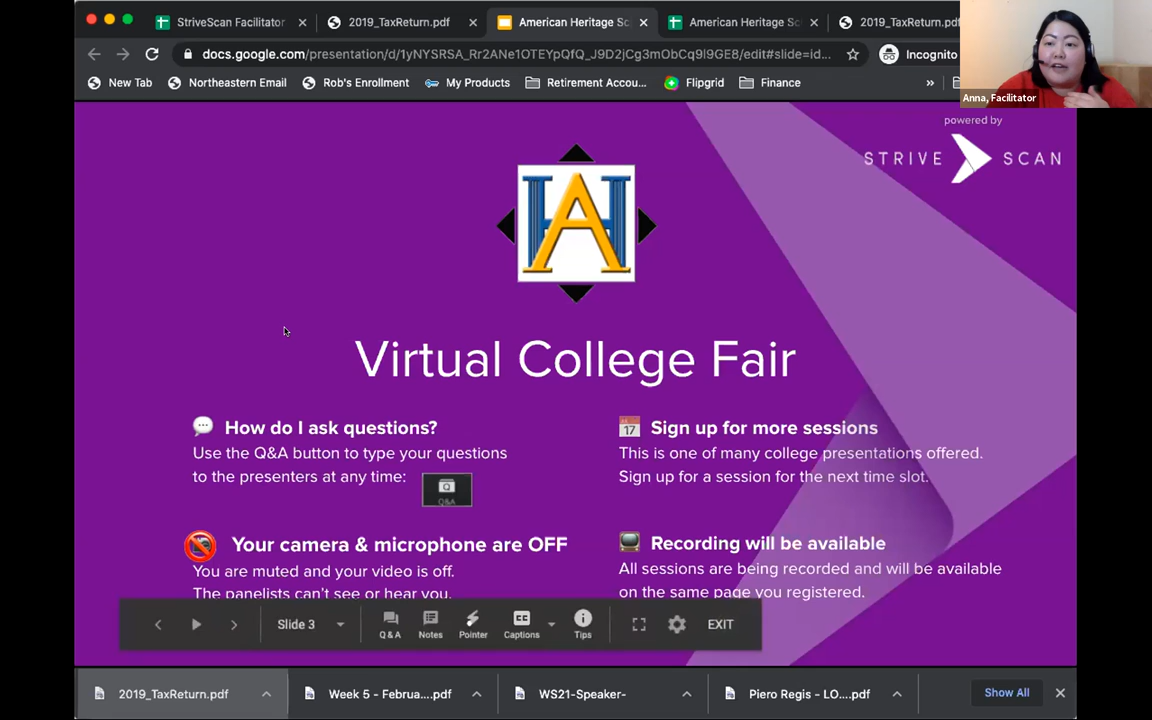 StriveScan Facilitator
2019_TaxReturn.pdf
American Heritage Sc
American Heritage Sc
2019_TaxReturn.pdf
docs.google.com/presentation/d/1yNYSRSA_Rr2ANe1OTEYpQfQ_J9D2jCg3mObCq9l9GE8/edit#slide=id...
Incognito
New Tab
Northeastern Email
Rob's Enrollment
My Products
Retirement Accou...
Flipgrid
Finance
»
Anna, Facilitator
powered by
STRIVE SCAN
AH
Virtual College Fair
How do I ask questions?
Use the Q&A button to type your questions
to the presenters at any time:
Q&A
Sign up for more sessions
17
This is one of many college presentations offered.
Sign up for a session for the next time slot.
Your camera & microphone are OFF
You are muted and your video is off.
The panelists can't see or hear you.
Recording will be available
All sessions are being recorded and will be available
on the same page you registered.
Slide 3
Q & A
Notes
Pointer
Captions
Tips
EXIT
2019_TaxReturn.pdf
Week 5 - Februa....pdf
WS21-Speaker-
Piero Regis - LO....pdf
Show All